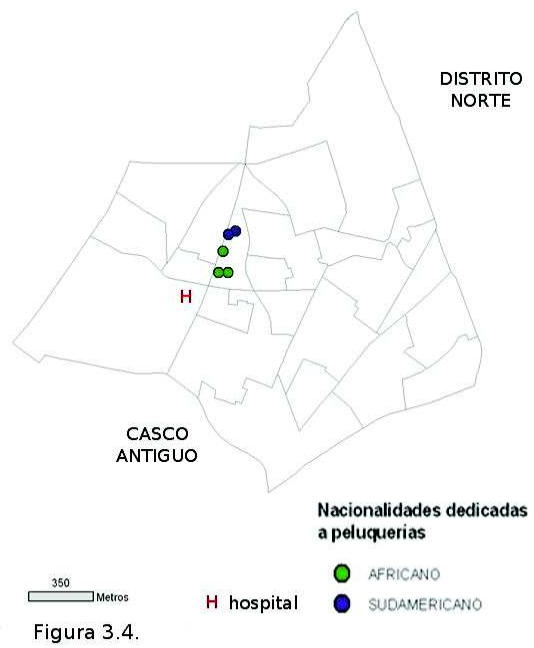 DISTRITO
NORTE
H
CASCO
ANTIGUO
Nacionalidades dedicadas
a peluquerias
AFRICANO
350
Metros
H hospital
SUDAMERICANO
Figura 3.4.